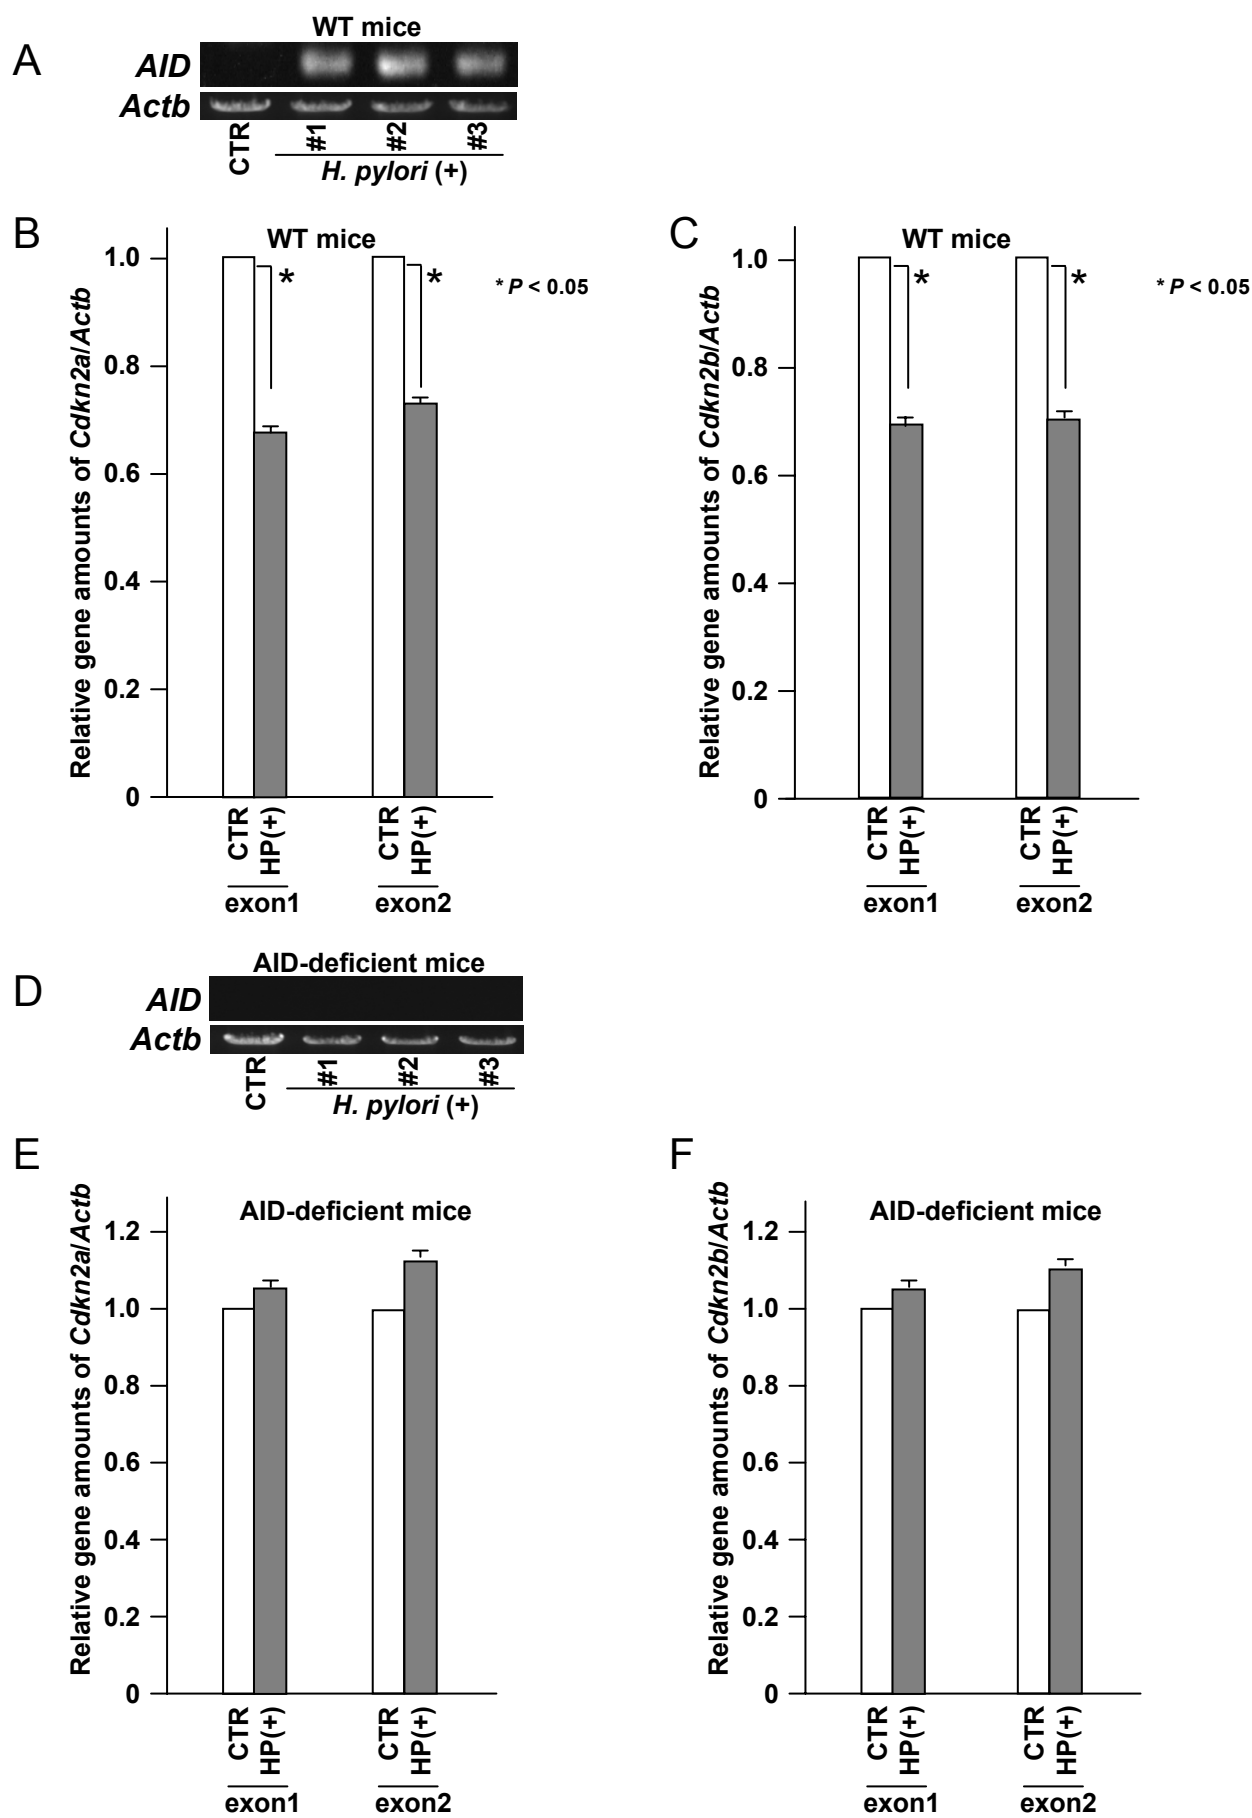 A
WT mice
AID
Actb
CTR
#1
#2
#3
H. pylori (+)
B
WT mice
* P < 0.05
Relative gene amounts of Cdkn2a/Actb
1.0
*
*
0.8
0.6
0.4
0.2
0
CTR
HP(+)
CTR
HP(+)
exon1
exon2
C
WT mice
* P < 0.05
Relative gene amounts of Cdkn2b/Actb
1.0
*
*
0.8
0.6
0.4
0.2
0
CTR
HP(+)
CTR
HP(+)
exon1
exon2
D
AID-deficient mice
AID
Actb
CTR
#1
#2
#3
H. pylori (+)
E
AID-deficient mice
Relative gene amounts of Cdkn2a/Actb
1.2
1.0
0.8
0.6
0.4
0.2
0
CTR
HP(+)
CTR
HP(+)
exon1
exon2
F
AID-deficient mice
Relative gene amounts of Cdkn2b/Actb
1.2
1.0
0.8
0.6
0.4
0.2
0
CTR
HP(+)
CTR
HP(+)
exon1
exon2